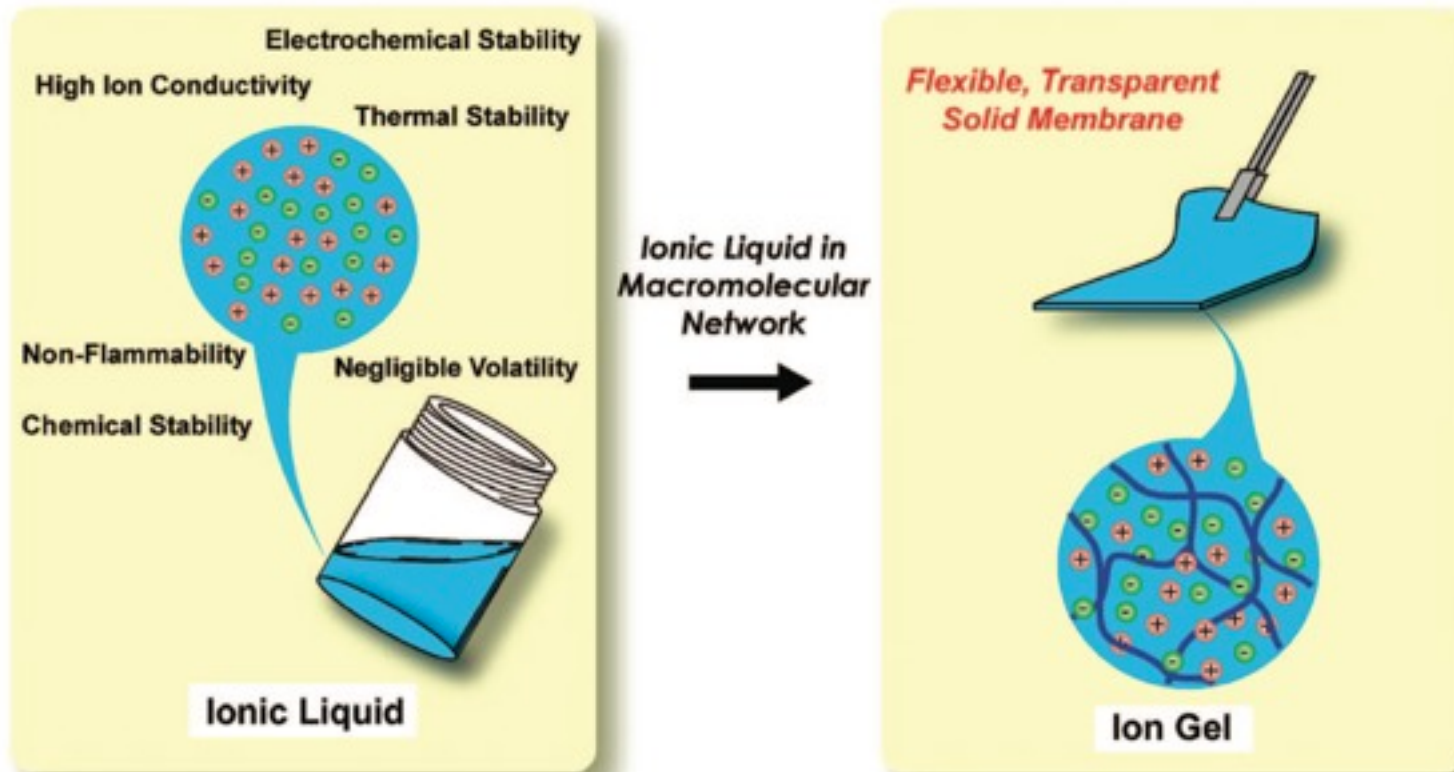 Electrochemical Stability
High Ion Conductivity
Thermal Stability
Non-Flammability
Negligible Volatility
Chemical Stability
Ionic Liquid
Ionic Liquid in
Macromolecular
Network
Flexible, Transparent
Solid Membrane
Ion Gel